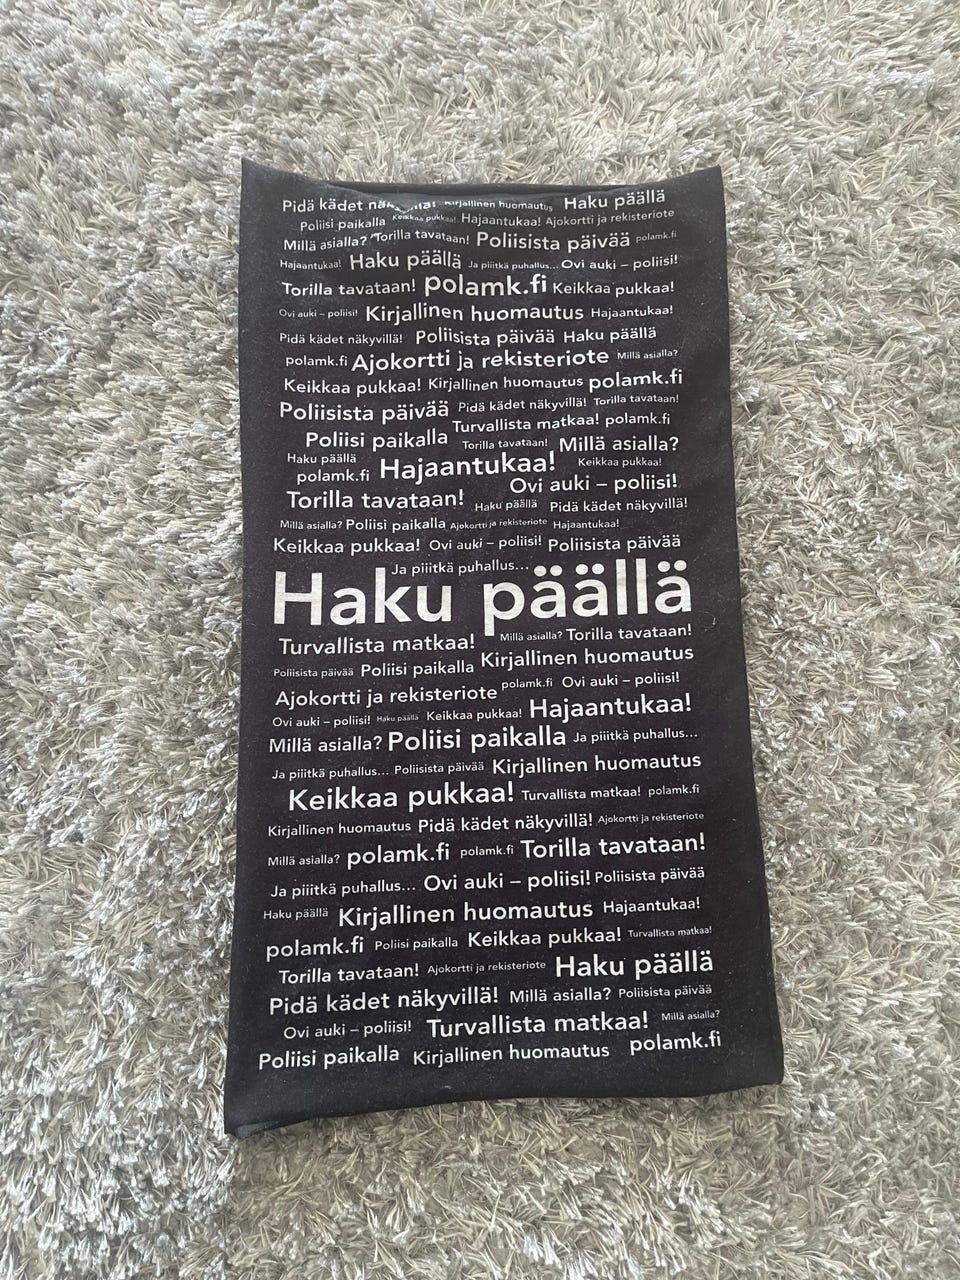 Pidä kädet Kirjallinen huomautus Haku päällä
Poliisi paikalla Keikkaa pukkaa! Hajaantukaa! Ajokortti ja rekisteriote
Millä asialla? Torilla tavataan! Poliisista päivää polamk.fi
Hajaantukaa! Haku päällä Ja piiitkä puhallus... Ovi auki – poliisi!
Torilla tavataan! polamk.fi Keikkaa pukkaa!
Ovi auki – poliisi! Kirjallinen huomautus Hajaantukaa!
Pidä kädet näkyvillä! Poliisista päivää Haku päällä
polamk.fi Ajokortti ja rekisteriote Millä asialla?
Keikkaa pukkaa! Kirjallinen huomautus polamk.fi
Poliisista päivää Pidä kädet näkyvillä! Torilla tavataan!
Turvallista matkaa! polamk.fi
Poliisi paikalla Torilla tavataan! Millä asialla?
Haku päällä
polamk.fi Hajaantukaa! Keikkaa pukkaa!
Ovi auki – poliisi!
Torilla tavataan! Haku päällä Pidä kädet näkyvillä!
Millä asialla? Poliisi paikalla Ajokortti ja rekisteriote Hajaantukaa!
Keikkaa pukkaa! Ovi auki – poliisi! Poliisista päivää
Ja piiitkä puhallus...
Haku päällä
Turvallista matkaa! Millä asialla? Torilla tavataan!
Poliisista päivää Poliisi paikalla Kirjallinen huomautus
Ajokortti ja rekisteriote polamk.fi Ovi auki – poliisi!
Ovi auki – poliisi! Haku päällä Keikkaa pukkaa! Hajaantukaa!
Millä asialla? Poliisi paikalla Ja piiitkä puhallus...
Ja piiitkä puhallus... Poliisista päivää Kirjallinen huomautus
Keikkaa pukkaa! Turvallista matkaa! polamk.fi
Kirjallinen huomautus Pidä kädet näkyvillä! Ajokortti ja rekisteriote
Millä asialla? polamk.fi polamk.fi Torilla tavataan!
Ja piiitkä puhallus... Ovi auki – poliisi! Poliisista päivää
Haku päällä Kirjallinen huomautus Hajaantukaa!
polamk.fi Poliisi paikalla Keikkaa pukkaa! Turvallista matkaa!
Torilla tavataan! Ajokortti ja rekisteriote Haku päällä
Pidä kädet näkyvillä! Millä asialla? Poliisista päivää
Ovi auki – poliisi! Turvallista matkaa! Millä asialla?
Poliisi paikalla Kirjallinen huomautus polamk.fi